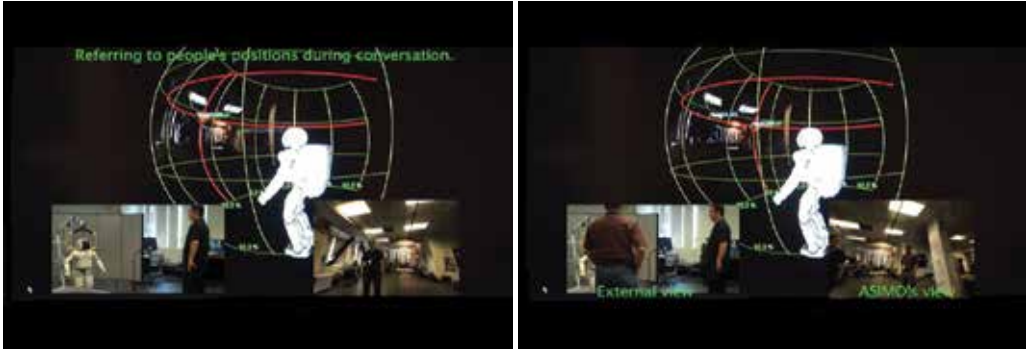 Referring to people's positions during conversation.
External view
ASIMO's view